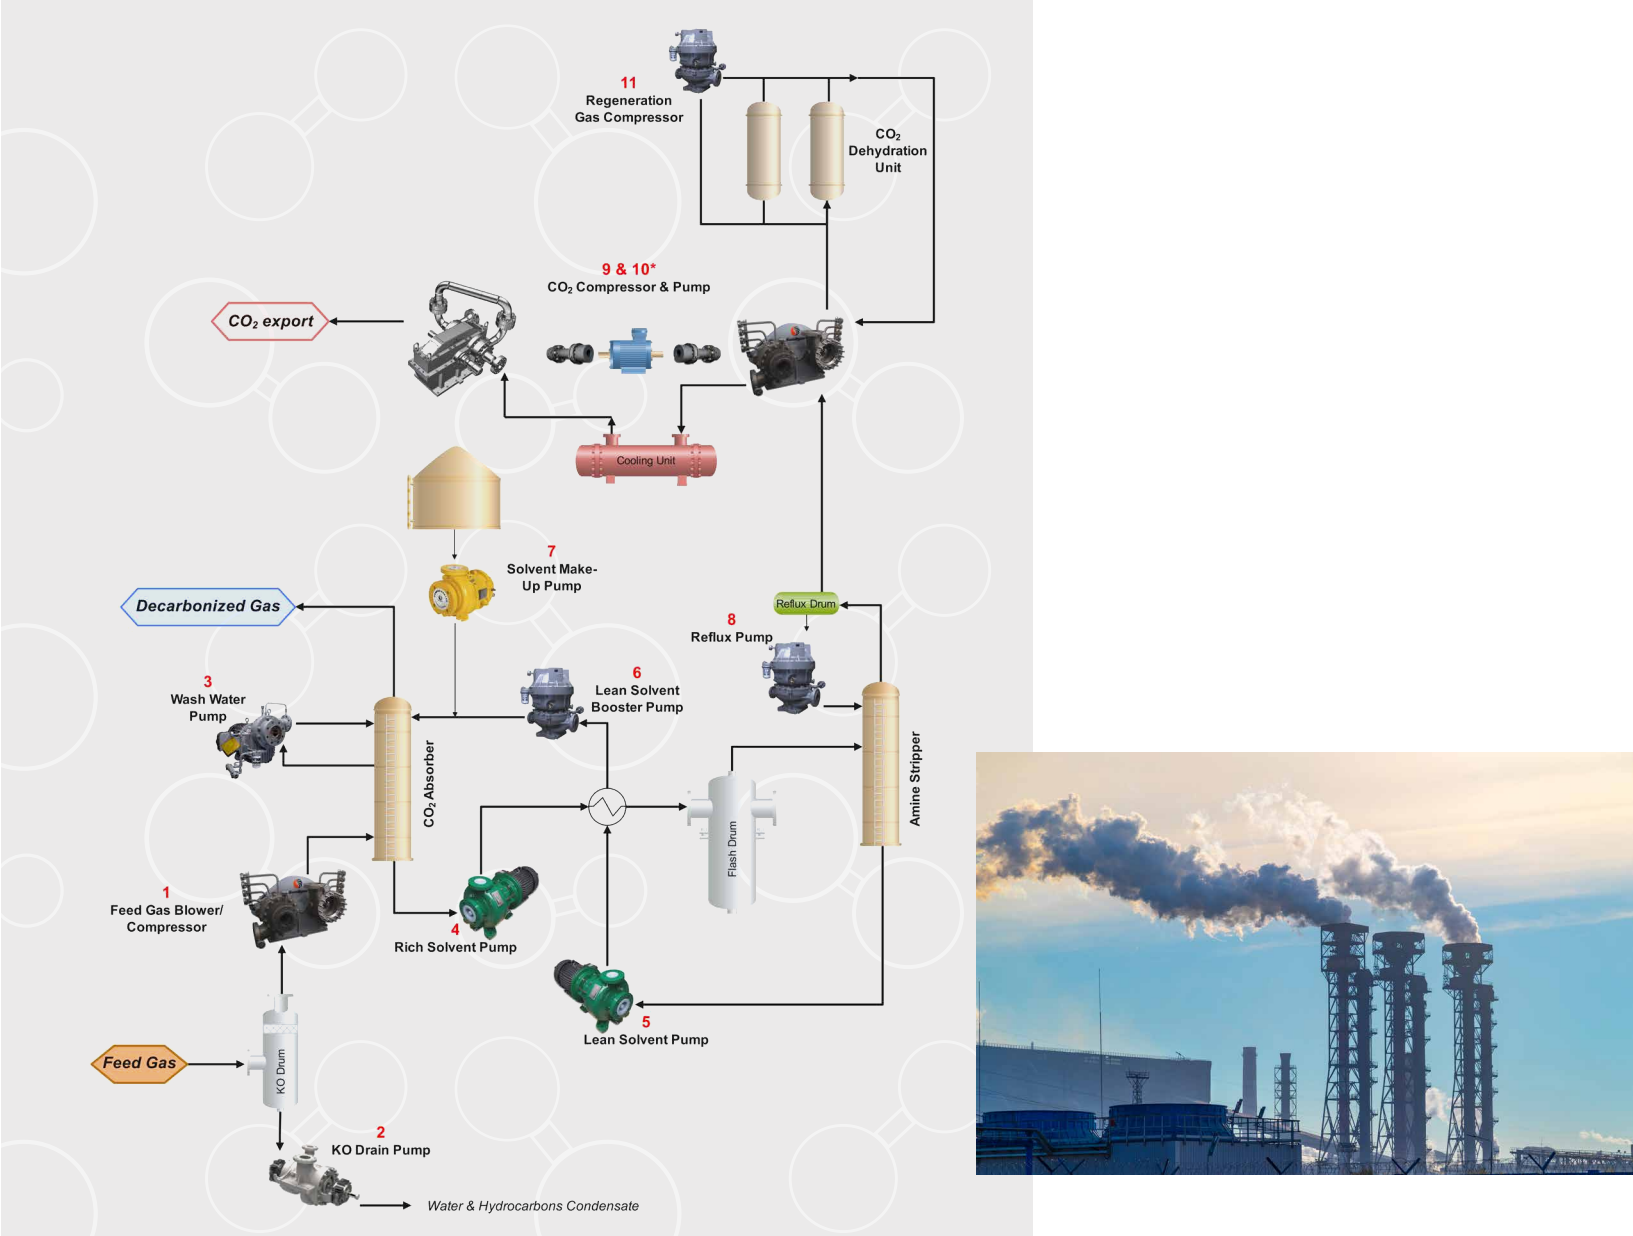 11
Regeneration
Gas Compressor
CO₂
Dehydration
Unit
9 & 10*
CO₂ Compressor & Pump
CO₂ export
Cooling Unit
7
Solvent Make-
Up Pump
Decarbonized Gas
Reflux Drum
8
Reflux Pump
6
Lean Solvent
Booster Pump
3
Wash Water
Pump
CO₂ Absorber
Amine Stripper
Flash Drum
1
Feed Gas Blower/
Compressor
4
Rich Solvent Pump
5
Lean Solvent Pump
Feed Gas
KO Drum
2
KO Drain Pump
Water & Hydrocarbons Condensate